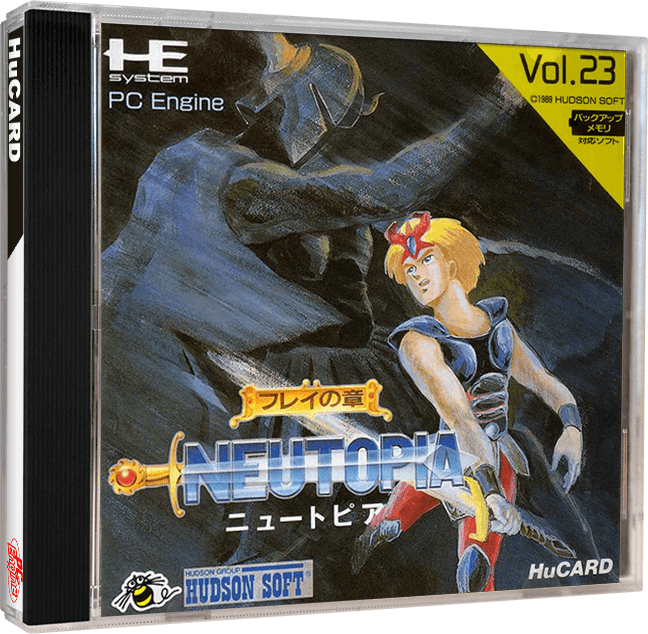 HuCARD
HE
system
PC Engine
Vol.23
©1989 HUDSON SOFT
バックアップ
メモリ
対応ソフト
フレイの章
NEUTOPIA
ニュートピア
HUDSON GROUP
HUDSON SOFT
HuCARD
PC
Engine